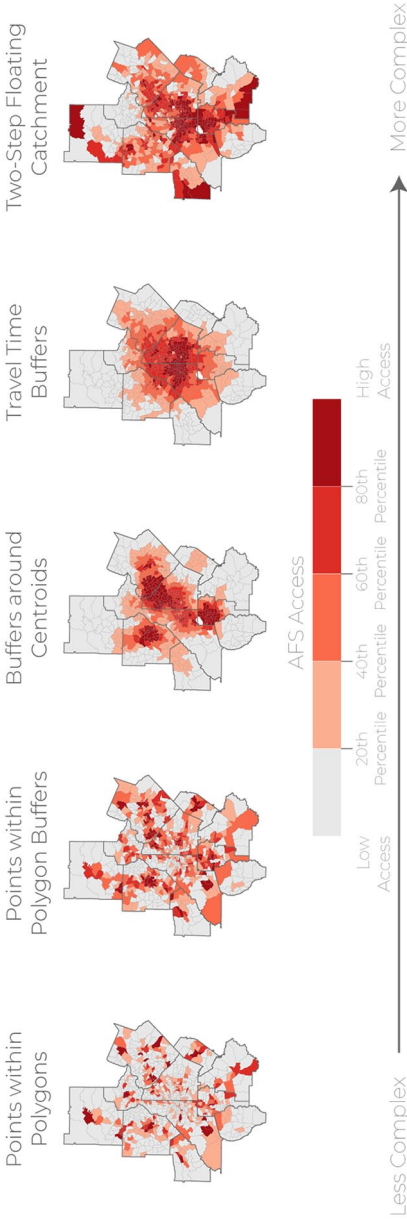 Points within
Polygons
Points within
Polygon Buffers
Buffers around
Centroids
Travel Time
Buffers
Two-Step Floating
Catchment
AFS Access
Low
Access
20th
Percentile
40th
Percentile
60th
Percentile
80th
Percentile
High
Access
Less Complex
More Complex